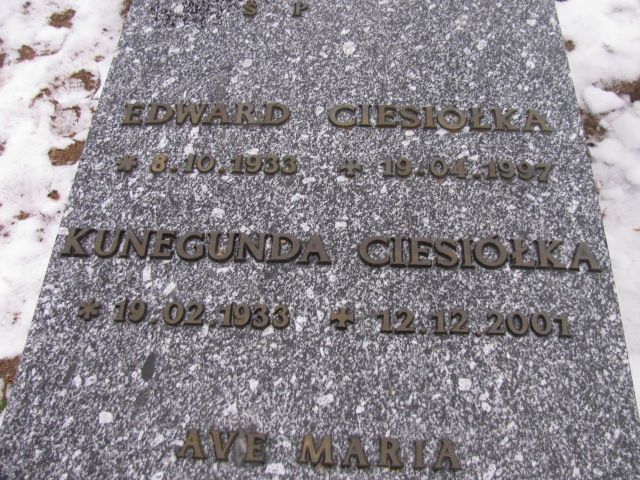 S P
EDWARD CIESIÓŁKA
* 8.10.1933 + 19.04.1997
KUNEGUNDA CIESIÓŁKA
* 19.02.1933 + 12.12.2001
AVE MARIA